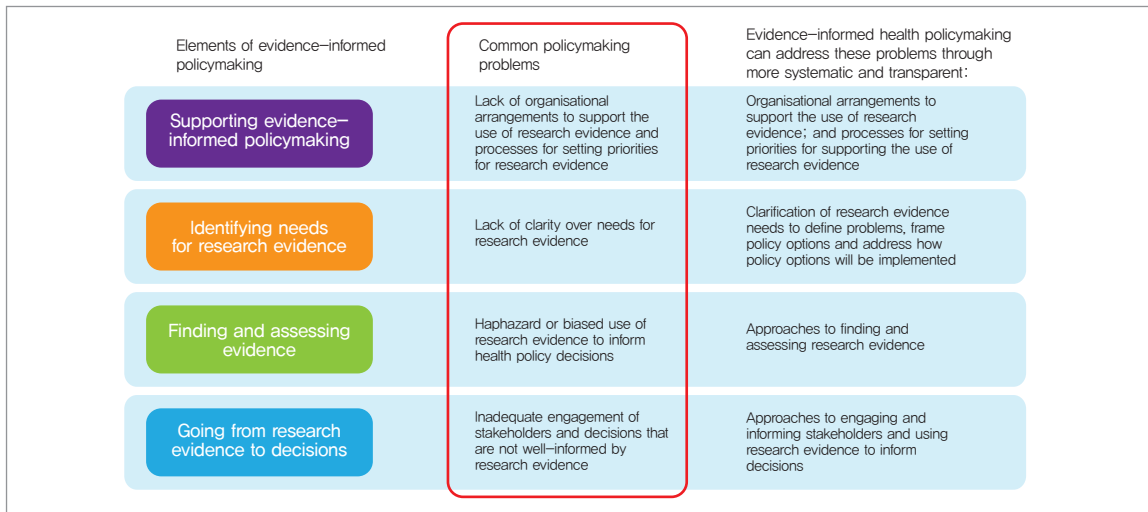 Elements of evidence–informed
policymaking
Common policymaking
problems
Evidence–informed health policymaking
can address these problems through
more systematic and transparent:
Supporting evidence–
informed policymaking
Lack of organisational
arrangements to support the
use of research evidence and
processes for setting priorities
for research evidence
Organisational arrangements to
support the use of research
evidence; and processes for setting
priorities for supporting the use of
research evidence
Identifying needs
for research evidence
Lack of clarity over needs for
research evidence
Clarification of research evidence
needs to define problems, frame
policy options and address how
policy options will be implemented
Finding and assessing
evidence
Haphazard or biased use of
research evidence to inform
health policy decisions
Approaches to finding and
assessing research evidence
Going from research
evidence to decisions
Inadequate engagement of
stakeholders and decisions that
are not well–informed by
research evidence
Approaches to engaging and
informing stakeholders and using
research evidence to inform
decisions